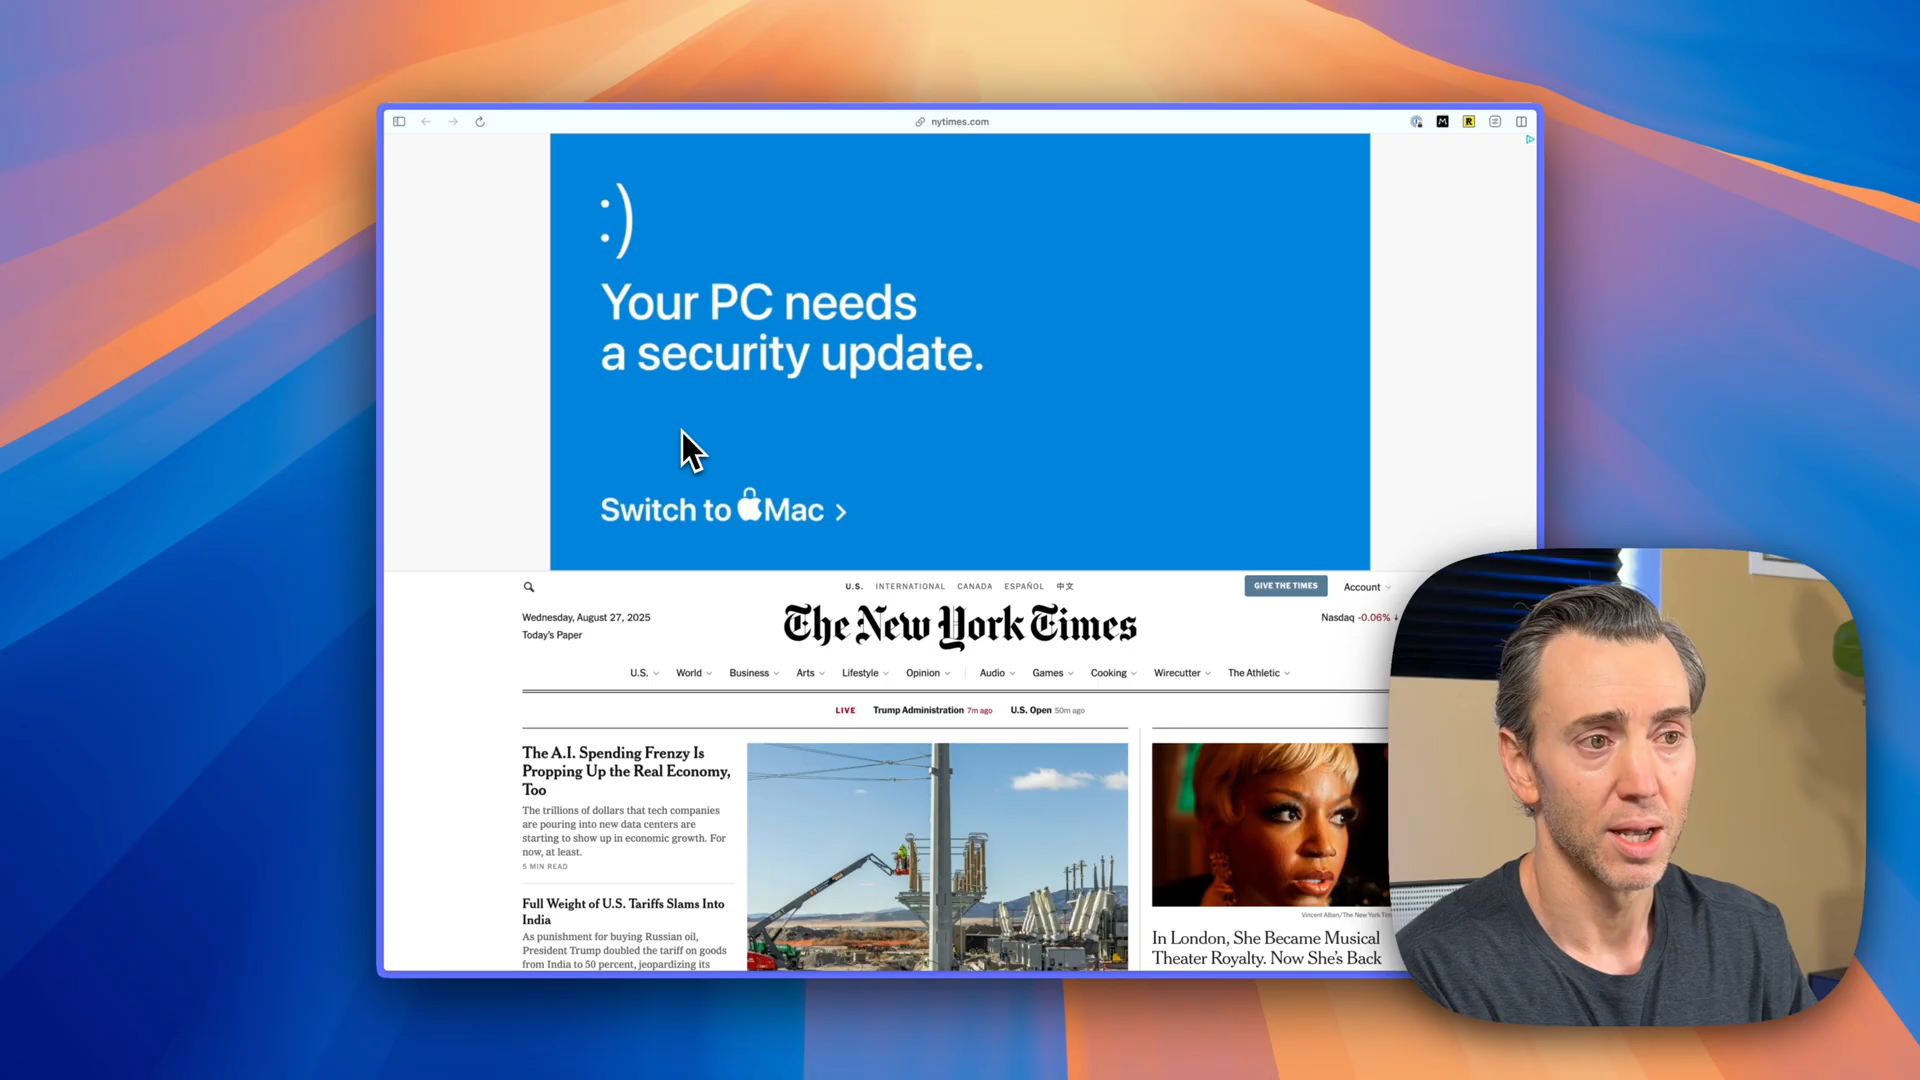 nytimes.com
M
R
:)
Your PC needs
a security update.
Switch to Mac >
U.S. INTERNATIONAL CANADA ESPAÑOL 中文
GIVE THE TIMES Account
Wednesday, August 27, 2025
Today's Paper
The New York Times
Nasdaq -0.06% ↓
U.S. World Business Arts Lifestyle Opinion Audio Games Cooking Wirecutter The Athletic
LIVE Trump Administration 7m ago U.S. Open 50m ago
The A.I. Spending Frenzy Is
Propping Up the Real Economy,
Too
The trillions of dollars that tech companies
are pouring into new data centers are
starting to show up in economic growth. For
now, at least.
5 MIN READ
Full Weight of U.S. Tariffs Slams Into
India
As punishment for buying Russian oil,
President Trump doubled the tariff on goods
from India to 50 percent, jeopardizing its
Vincent Alban/The New York Tim
In London, She Became Musical
Theater Royalty. Now She's Back